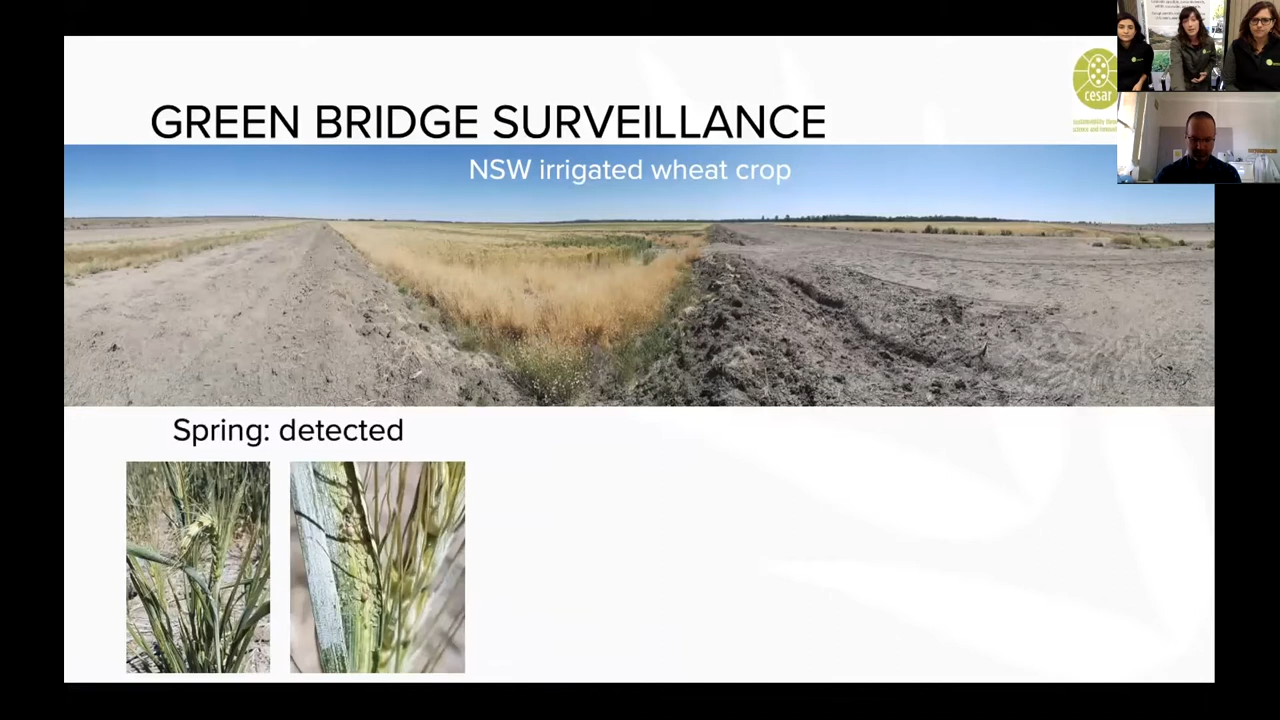 GREEN BRIDGE SURVEILLANCE
cesar
NSW irrigated wheat crop
Spring: detected